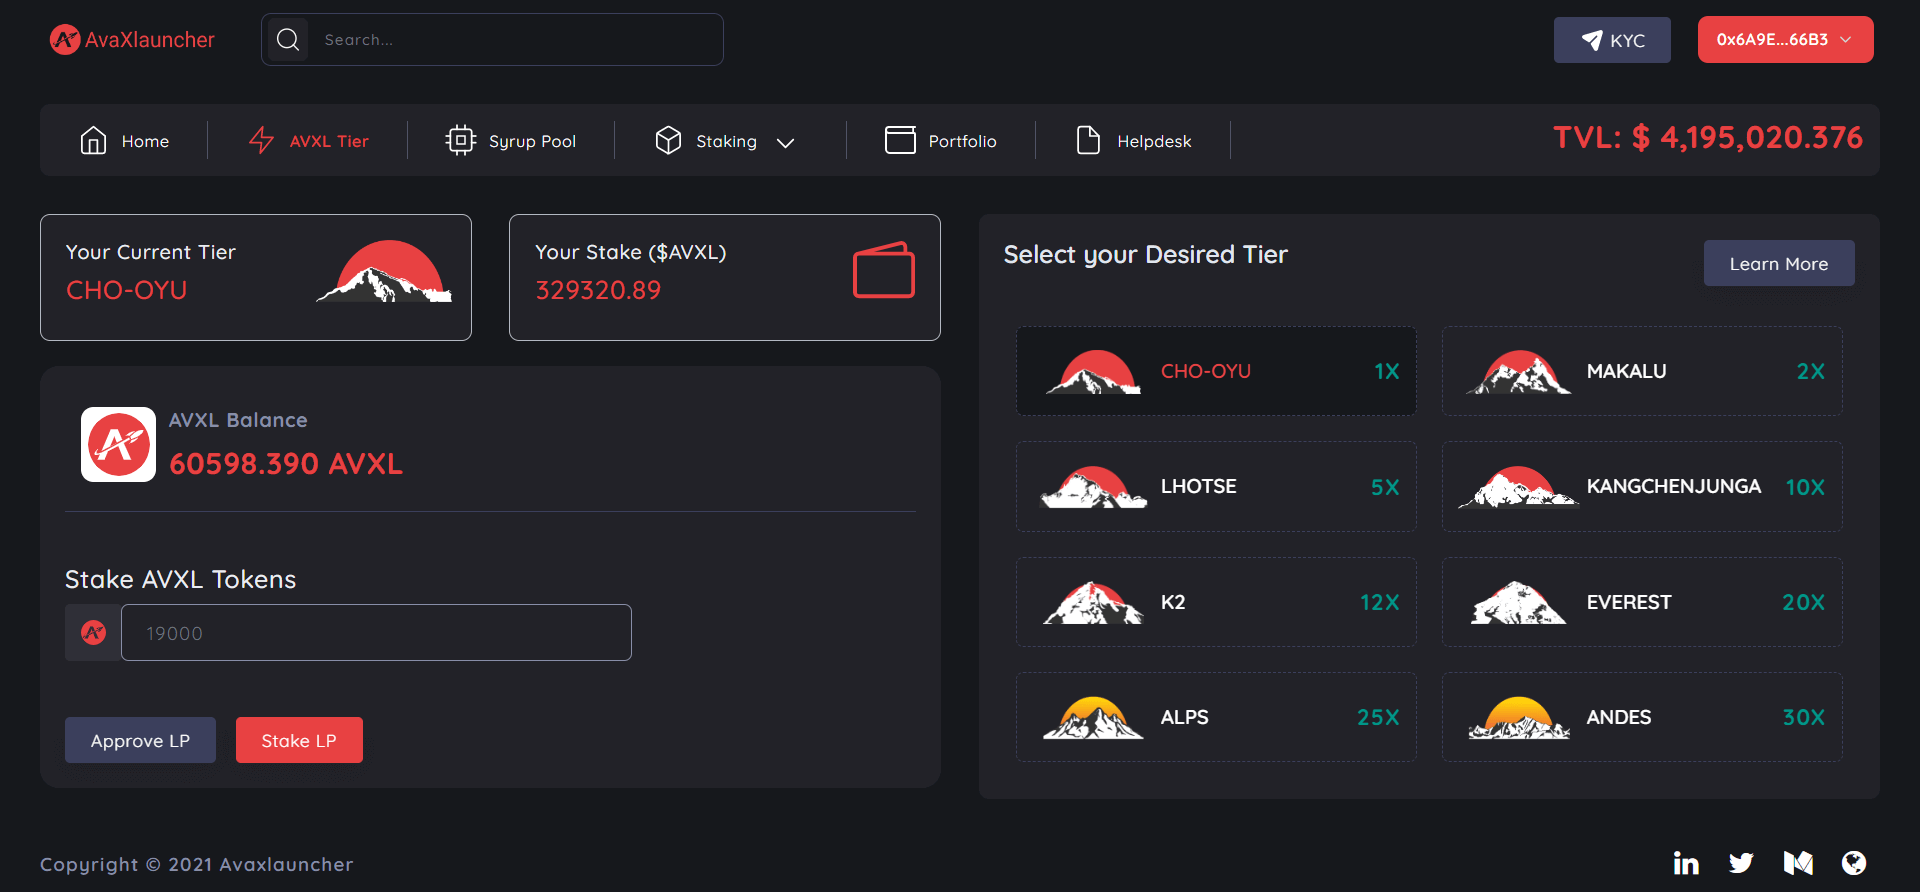 AvaXlauncher
Search...
KYC
0x6A9E...66B3
Home
AVXL Tier
Syrup Pool
Staking
Portfolio
Helpdesk
TVL: $ 4,195,020.376
Your Current Tier
CHO-OYU
Your Stake ($AVXL)
329320.89
AVXL Balance
60598.390 AVXL
Stake AVXL Tokens
19000
Approve LP
Stake LP
Select your Desired Tier
Learn More
CHO-OYU 1X
MAKALU 2X
LHOTSE 5X
KANGCHENJUNGA 10X
K2 12X
EVEREST 20X
ALPS 25X
ANDES 30X
Copyright © 2021 Avaxlauncher